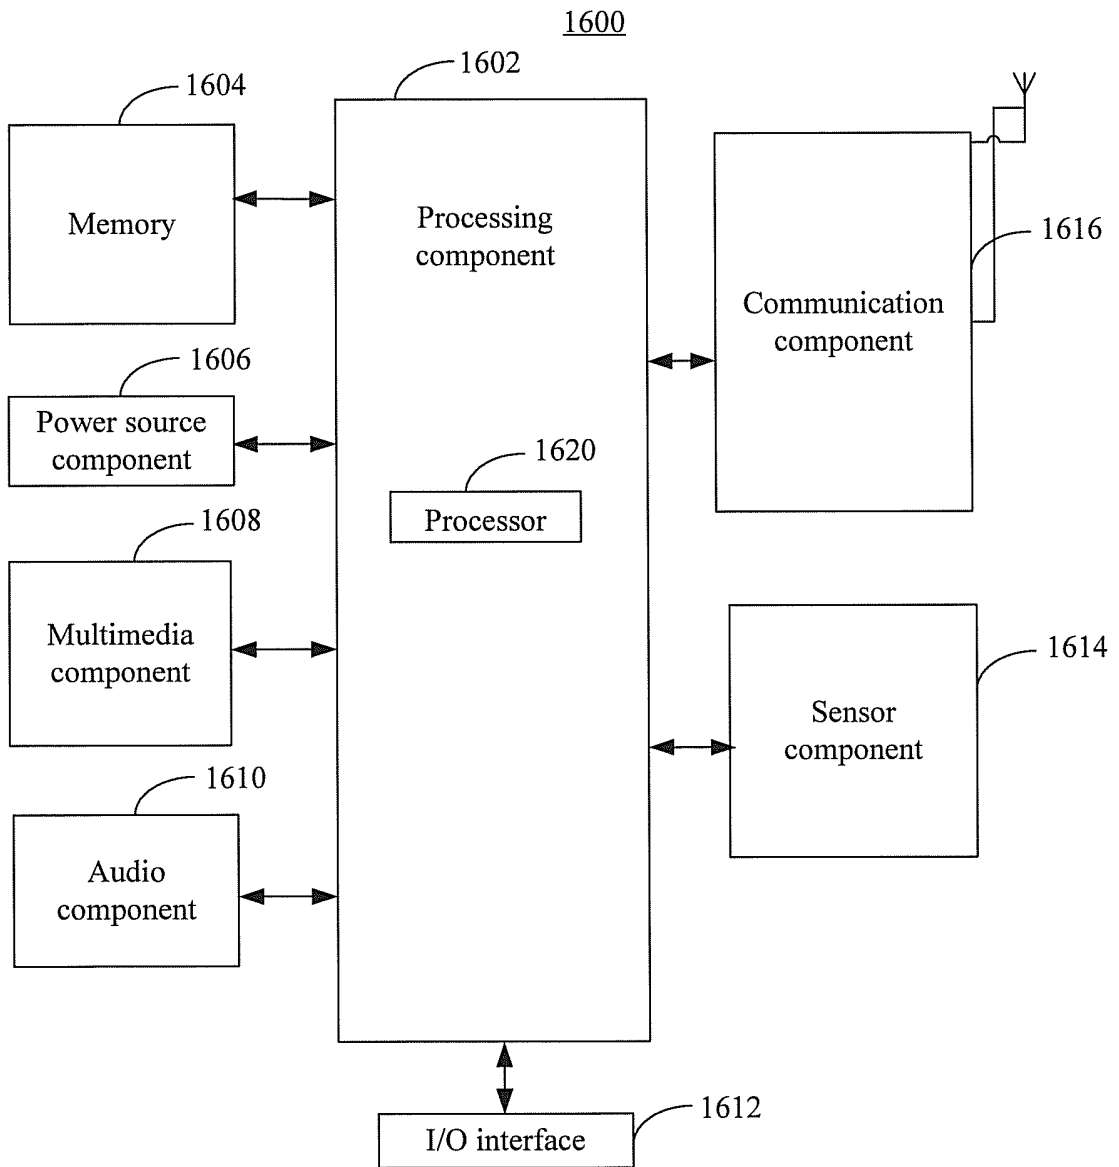 1600
1602
1604
Memory
Processing
component
1616
Communication
component
1606
Power source
component
1620
Processor
1608
Multimedia
component
1614
Sensor
component
1610
Audio
component
1612
I/O interface